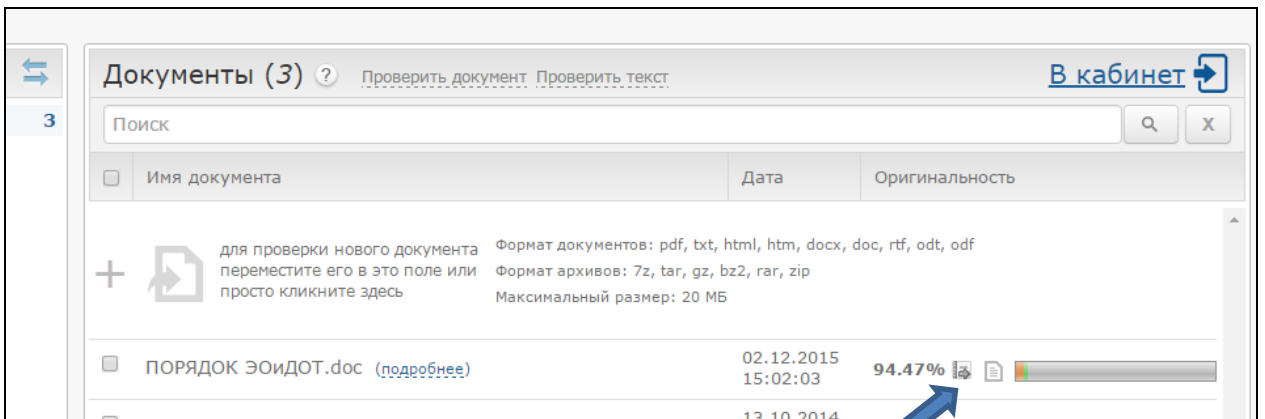 Документы (3) ? Проверить документ Проверить текст В кабинет
3
Поиск X
Имя документа Дата Оригинальность
для проверки нового документа
переместите его в это поле или
просто кликните здесь
Формат документов: pdf, txt, html, htm, docx, doc, rtf, odt, odf
Формат архивов: 7z, tar, gz, bz2, rar, zip
Максимальный размер: 20 МБ
ПОРЯДОК ЭОиДОТ.doc (подробнее) 02.12.2015 94.47%
15:02:03
13.10.2014